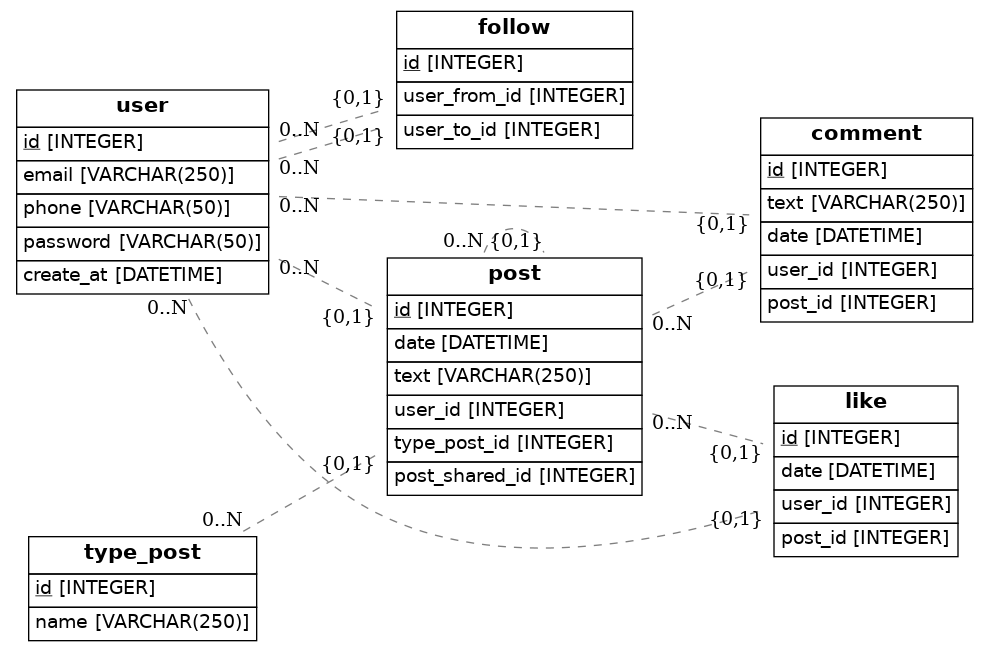 follow
id [INTEGER]
user_from_id [INTEGER]
user_to_id [INTEGER]
user
id [INTEGER]
email [VARCHAR(250)]
phone [VARCHAR(50)]
password [VARCHAR(50)]
create_at [DATETIME]
comment
id [INTEGER]
text [VARCHAR(250)]
date [DATETIME]
user_id [INTEGER]
post_id [INTEGER]
post
id [INTEGER]
date [DATETIME]
text [VARCHAR(250)]
user_id [INTEGER]
type_post_id [INTEGER]
post_shared_id [INTEGER]
like
id [INTEGER]
date [DATETIME]
user_id [INTEGER]
post_id [INTEGER]
type_post
id [INTEGER]
name [VARCHAR(250)]
{0,1}
0..N
{0,1}
0..N
0..N
{0,1}
0..N
{0,1}
0..N
{0,1}
{0,1}
0..N
0..N
0..N
{0,1}
{0,1}
{0,1}
0..N